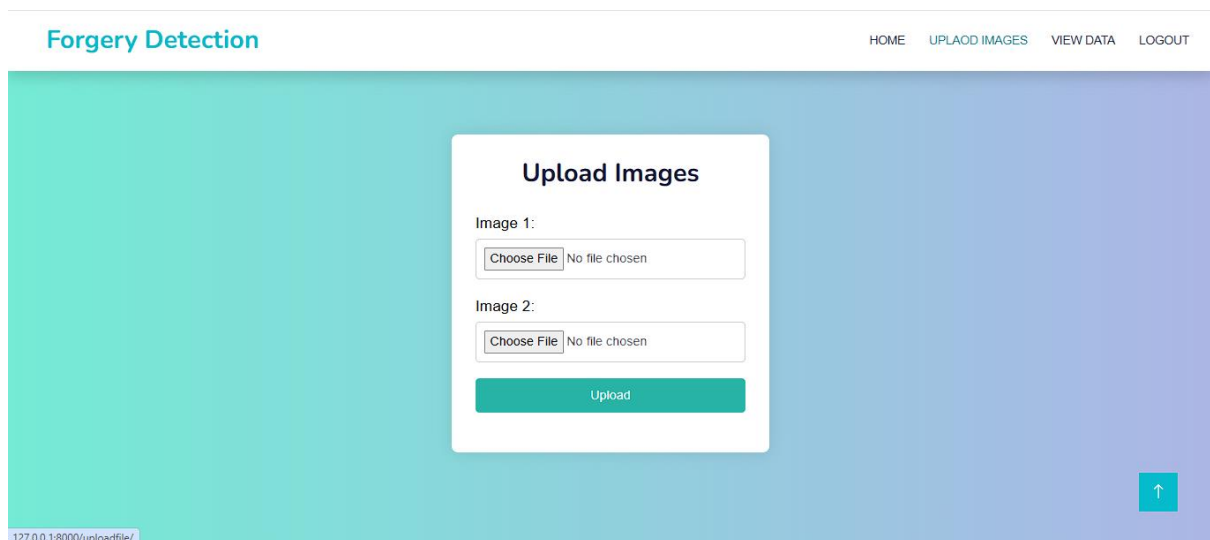 Forgery Detection
HOME UPLAOD IMAGES VIEW DATA LOGOUT
Upload Images
Image 1:
Choose File No file chosen
Image 2:
Choose File No file chosen
Upload
127.0.0.1:8000/uploadfile/